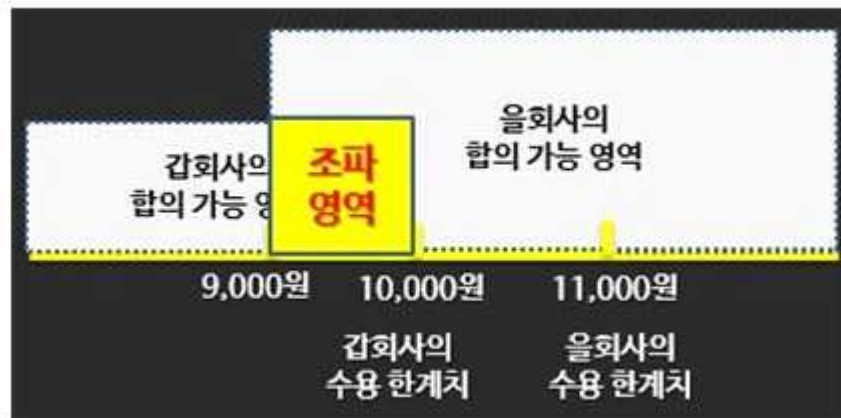 을회사의
합의 가능 영역
갑회사의
합의 가능 영
조파
영역
9,000원 10,000원 11,000원
갑회사의
수용 한계치
을회사의
수용 한계치